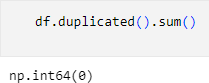 df.duplicated().sum()
np.int64(0)